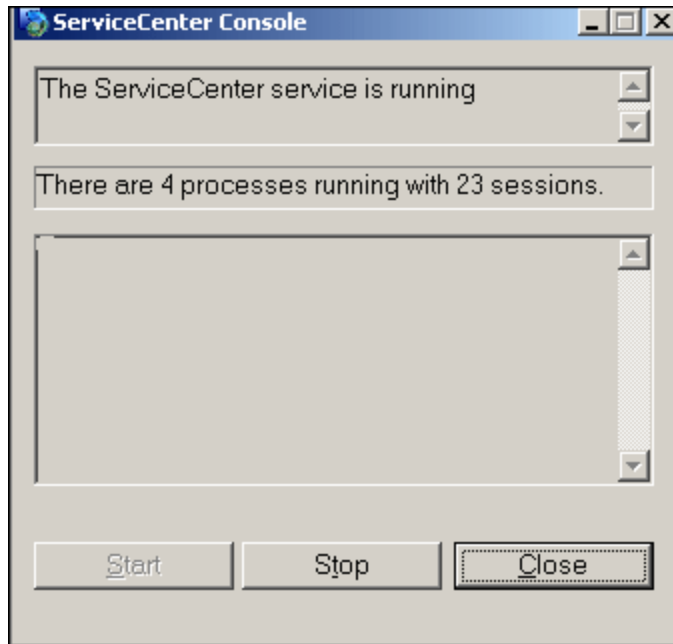 ServiceCenter Console
The ServiceCenter service is running
There are 4 processes running with 23 sessions.
Start Stop Close